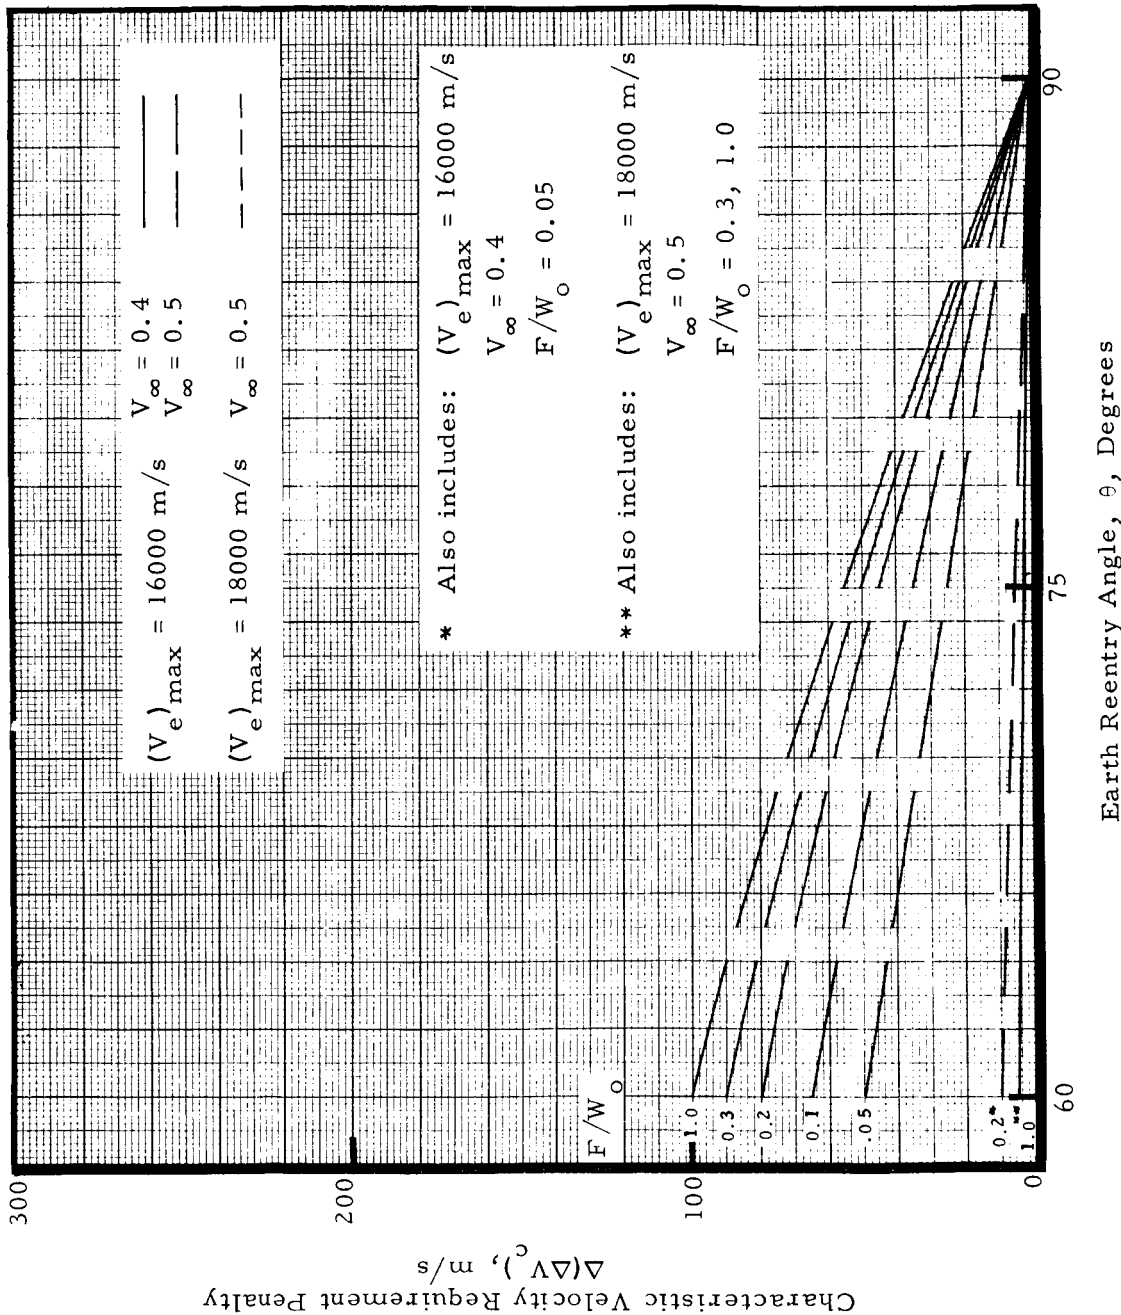 (V_e)max = 16000 m/s V∞ = 0.4
V∞ = 0.5
(V_e)max = 18000 m/s V∞ = 0.5
* Also includes: (V_e)max = 16000 m/s
V∞ = 0.4
F/W_o = 0.05
** Also includes: (V_e)max = 18000 m/s
V∞ = 0.5
F/W_o = 0.3, 1.0
Characteristic Velocity Requirement Penalty
Δ(ΔV_c), m/s
300
200
100
0
F/W_o
1.0
0.3
0.2
0.1
.05
0.2*
**
1.0
60
75
90
Earth Reentry Angle, θ, Degrees